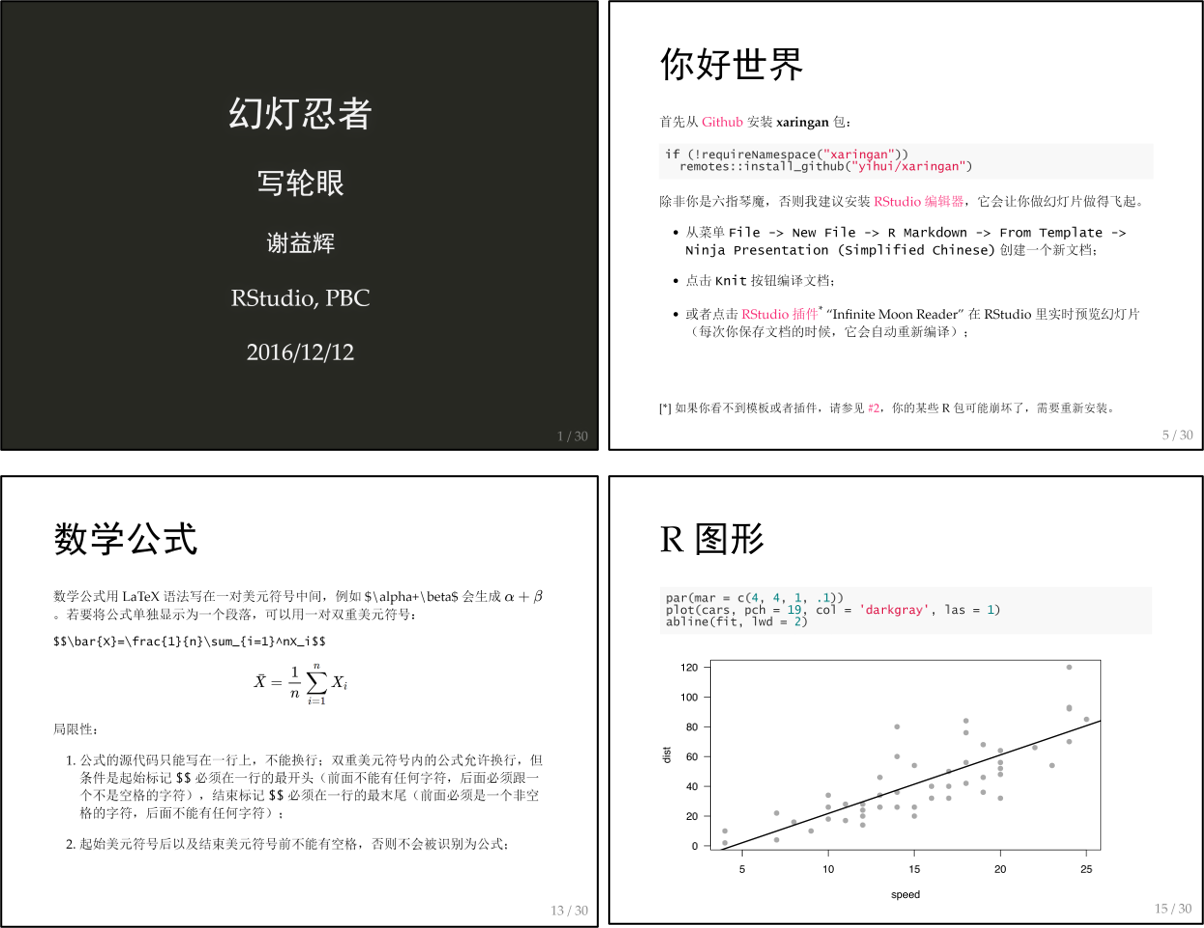 幻灯忍者
写轮眼
谢益辉
RStudio, PBC
2016/12/12
1 / 30
你好世界
首先从 Github 安装 xaringan 包：
if (!requireNamespace("xaringan"))
  remotes::install_github("yihui/xaringan")
除非你是六指琴魔，否则我建议安装 RStudio 编辑器，它会让你做幻灯片做得飞起。
• 从菜单 File -> New File -> R Markdown -> From Template ->
Ninja Presentation (Simplified Chinese) 创建一个新文档；
• 点击 Knit 按钮编译文档；
• 或者点击 RStudio 插件* “Infinite Moon Reader” 在 RStudio 里实时预览幻灯片
（每次你保存文档的时候，它会自动重新编译）；
[*] 如果你看不到模板或者插件，请参见 #2，你的某些 R 包可能崩坏了，需要重新安装。
5 / 30
数学公式
数学公式用 LaTeX 语法写在一对美元符号中间，例如 $\alpha+\beta$ 会生成 α + β
。若要将公式单独显示为一个段落，可以用一对双重美元符号：
$$\bar{X}=\frac{1}{n}\sum_{i=1}^nX_i$$
X̄ = 1/n ∑_{i=1}^{n} X_i
局限性：
1. 公式的源代码只能写在一行上，不能换行；双重美元符号内的公式允许换行，但
条件是起始标记 $$ 必须在一行的最开头（前面不能有任何字符，后面必须跟一
个不是空格的字符），结束标记 $$ 必须在一行的最末尾（前面必须是一个非空
格的字符，后面不能有任何字符）；
2. 起始美元符号后以及结束美元符号前不能有空格，否则不会被识别为公式；
13 / 30
R 图形
par(mar = c(4, 4, 1, .1))
plot(cars, pch = 19, col = 'darkgray', las = 1)
abline(fit, lwd = 2)
120
100
80
60
40
20
0
dist
5 10 15 20 25
speed
15 / 30